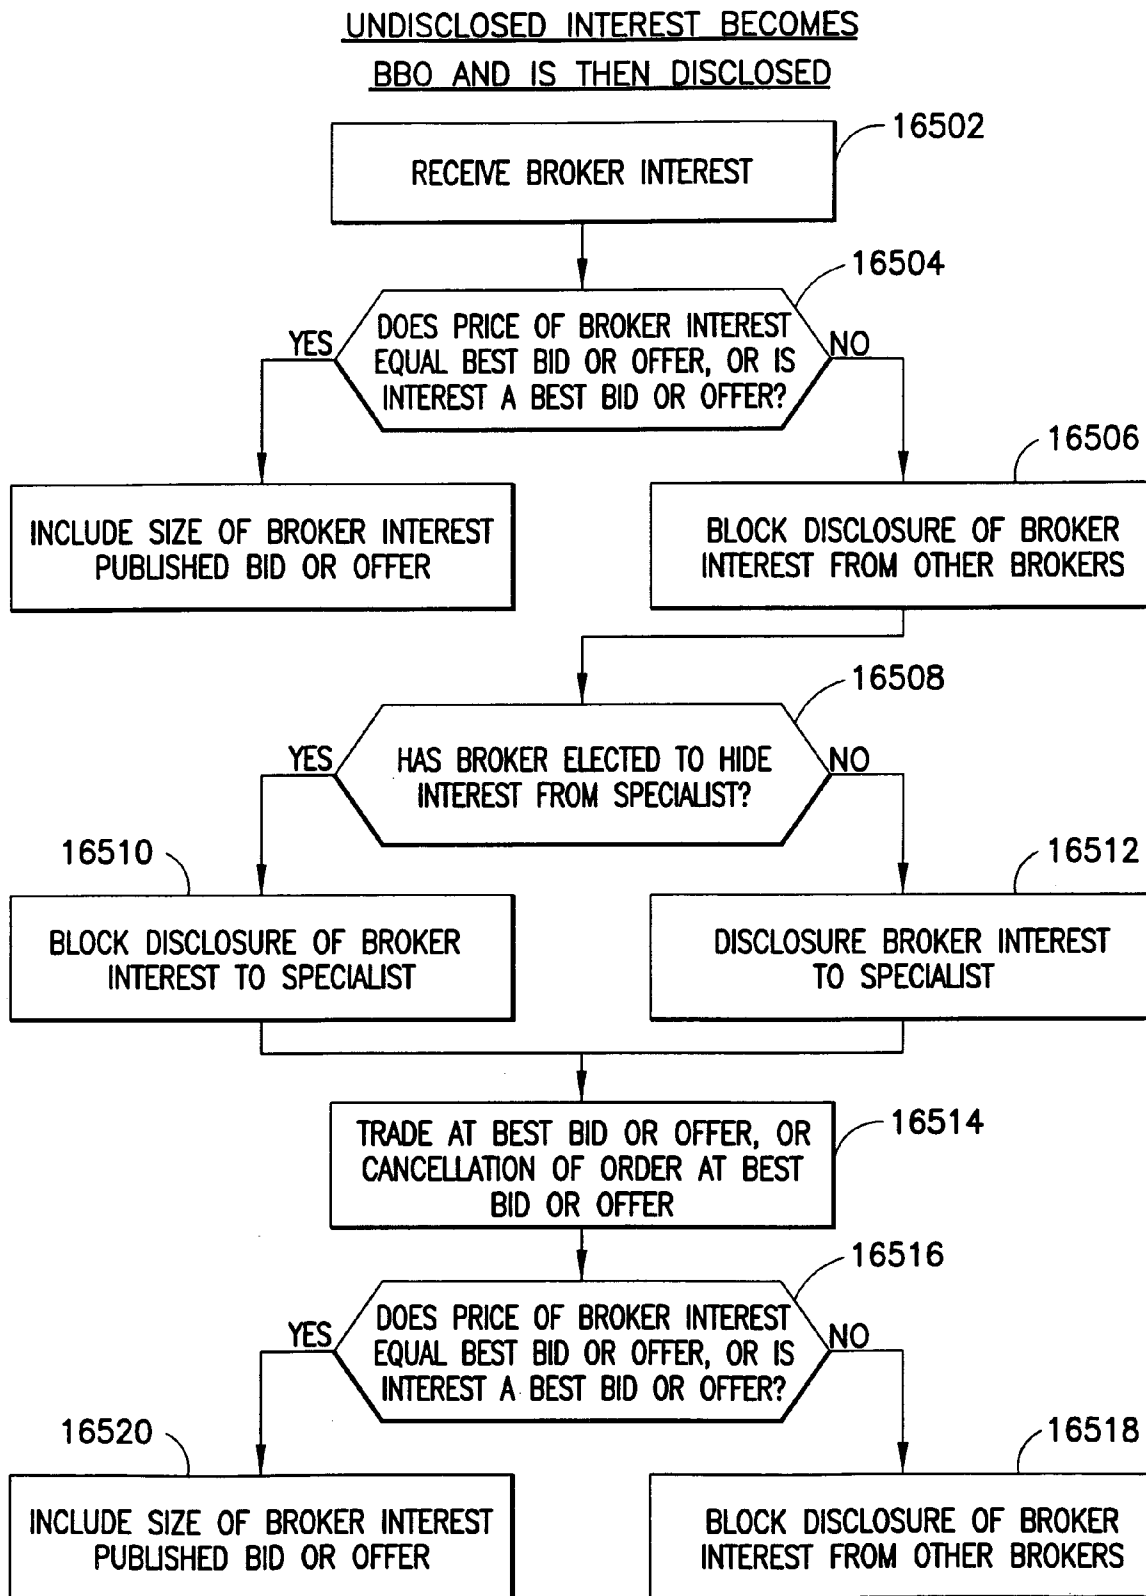 UNDISCLOSED INTEREST BECOMES
BBO AND IS THEN DISCLOSED
16502
RECEIVE BROKER INTEREST
16504
YES
DOES PRICE OF BROKER INTEREST
EQUAL BEST BID OR OFFER, OR IS
INTEREST A BEST BID OR OFFER?
NO
16506
INCLUDE SIZE OF BROKER INTEREST
PUBLISHED BID OR OFFER
BLOCK DISCLOSURE OF BROKER
INTEREST FROM OTHER BROKERS
16508
YES
HAS BROKER ELECTED TO HIDE
INTEREST FROM SPECIALIST?
NO
16510
16512
BLOCK DISCLOSURE OF BROKER
INTEREST TO SPECIALIST
DISCLOSURE BROKER INTEREST
TO SPECIALIST
16514
TRADE AT BEST BID OR OFFER, OR
CANCELLATION OF ORDER AT BEST
BID OR OFFER
16516
YES
DOES PRICE OF BROKER INTEREST
EQUAL BEST BID OR OFFER, OR IS
INTEREST A BEST BID OR OFFER?
NO
16520
16518
INCLUDE SIZE OF BROKER INTEREST
PUBLISHED BID OR OFFER
BLOCK DISCLOSURE OF BROKER
INTEREST FROM OTHER BROKERS